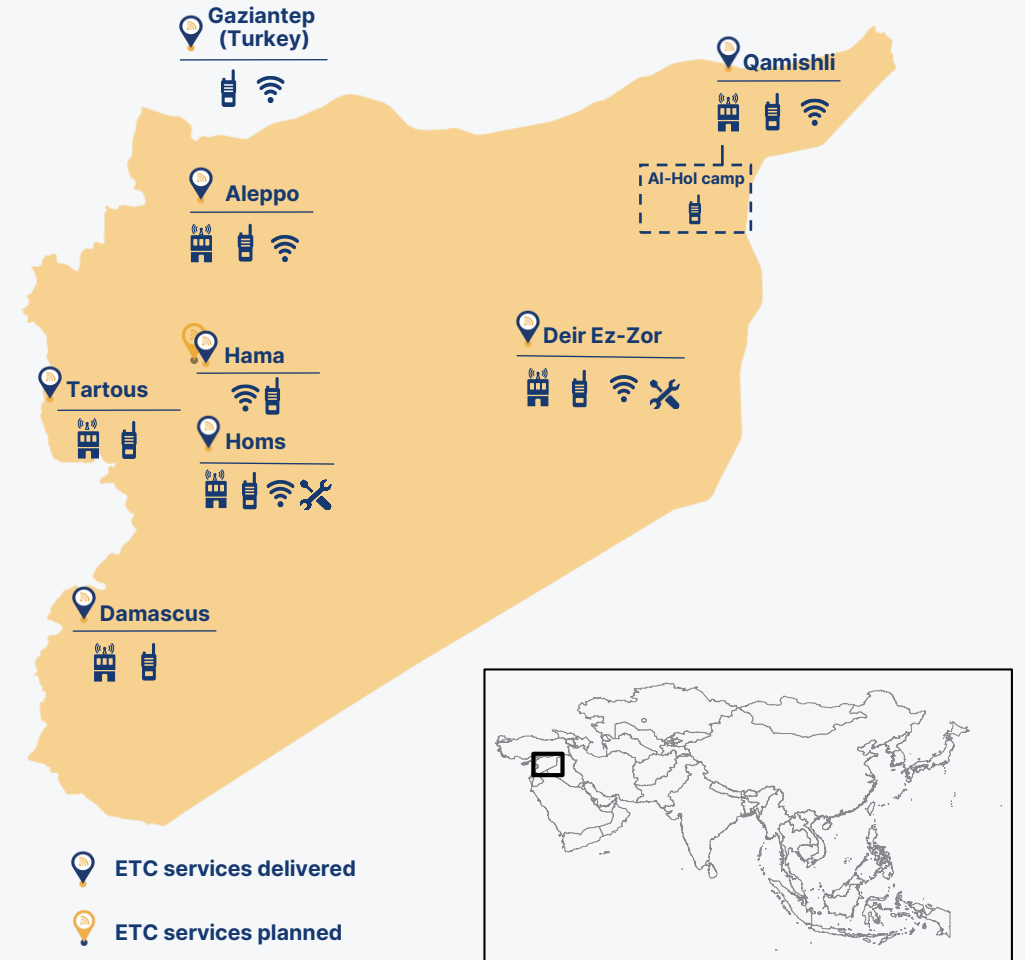 Gaziantep
(Turkey)
Qamishli
Al-Hol camp
Aleppo
Deir Ez-Zor
Hama
Tartous
Homs
Damascus
ETC services delivered
ETC services planned